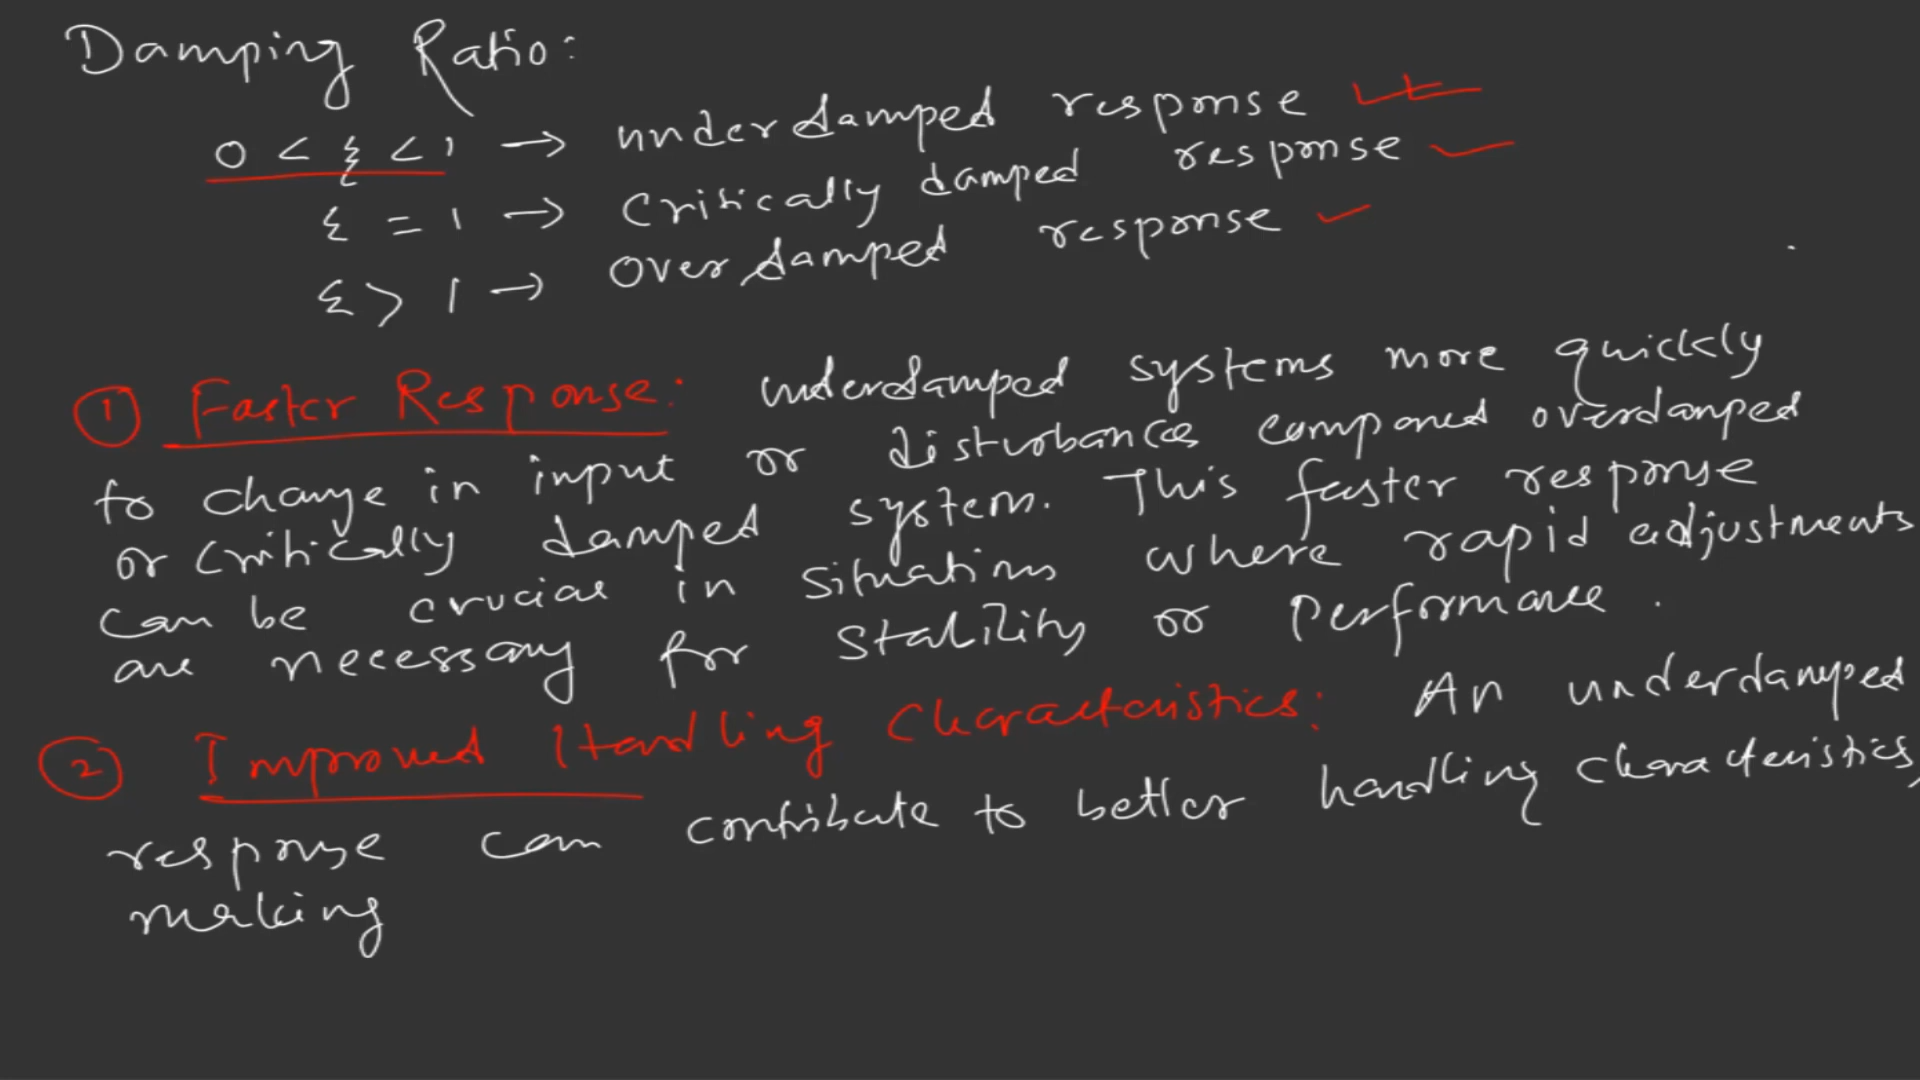 Damping Ratio:
0 < ξ < 1 → underdamped response
ξ = 1 → Critically damped response
ξ > 1 → Overdamped response
① Faster Response: underdamped systems more quickly
to change in input or disturbances compared overdamped
or critically damped system. This faster response
can be crucial in situations where rapid adjustments
are necessary for stability or performance.
② Improved Handling Characteristics: An underdamped
response can contribute to better handling characteristics,
making